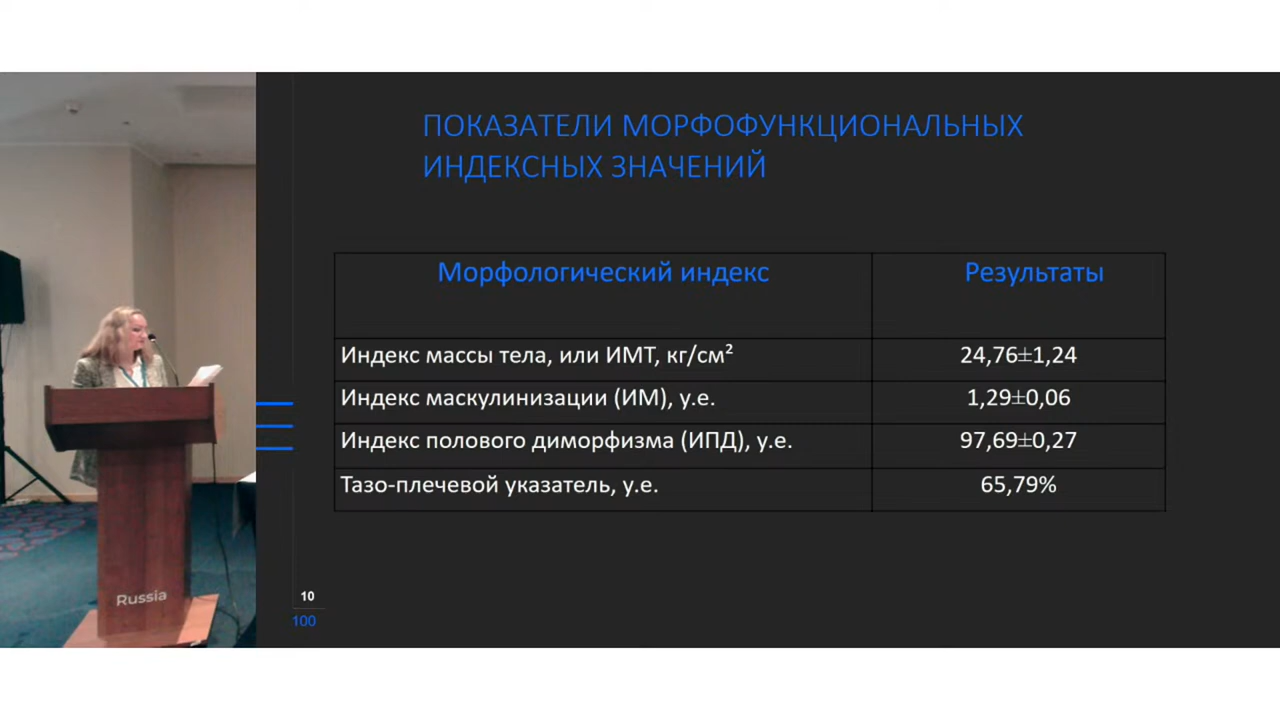 ПОКАЗАТЕЛИ МОРФОФУНКЦИОНАЛЬНЫХ
ИНДЕКСНЫХ ЗНАЧЕНИЙ
Морфологический индекс Результаты
Индекс массы тела, или ИМТ, кг/см² 24,76±1,24
Индекс маскулинизации (ИМ), у.е. 1,29±0,06
Индекс полового диморфизма (ИПД), у.е. 97,69±0,27
Тазо-плечевой указатель, у.е. 65,79%
Russia
10
100